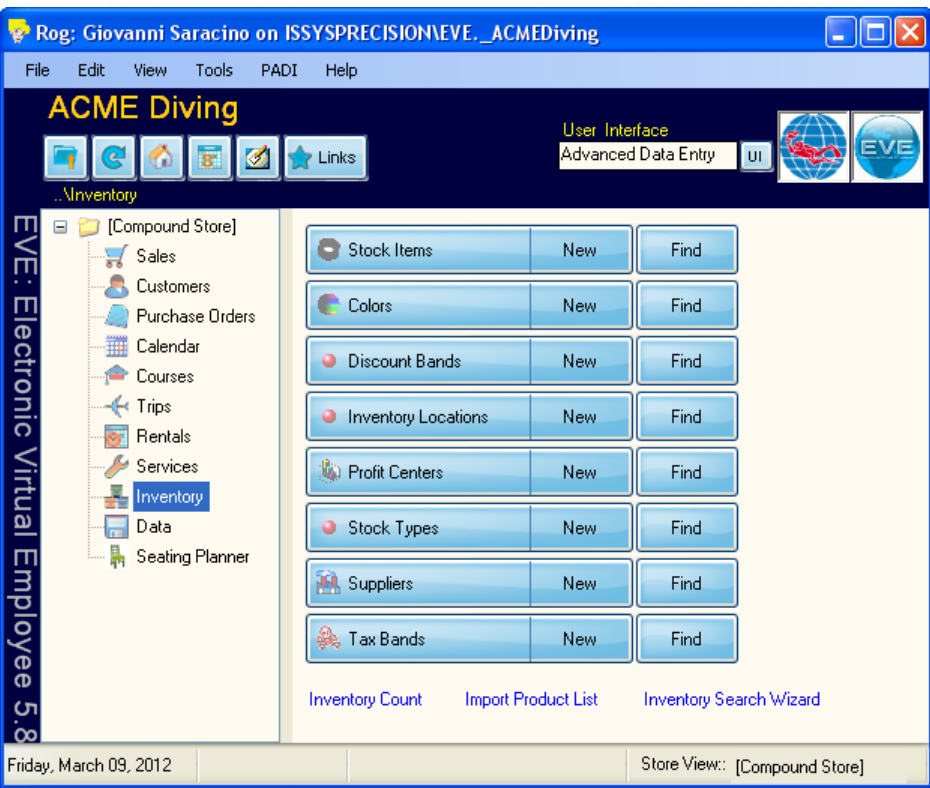 Rog: Giovanni Saracino on ISSYSPRECISION\EVE._ACMEDiving
File Edit View Tools PADI Help
ACME Diving
User Interface
Links
Advanced Data Entry UI
EVE
..\Inventory
EVE: Electronic Virtual Employee 5.8
[Compound Store]
Sales
Customers
Purchase Orders
Calendar
Courses
Trips
Rentals
Services
Inventory
Data
Seating Planner
Stock Items New Find
Colors New Find
Discount Bands New Find
Inventory Locations New Find
Profit Centers New Find
Stock Types New Find
Suppliers New Find
Tax Bands New Find
Inventory Count Import Product List Inventory Search Wizard
Friday, March 09, 2012 Store View:: [Compound Store]